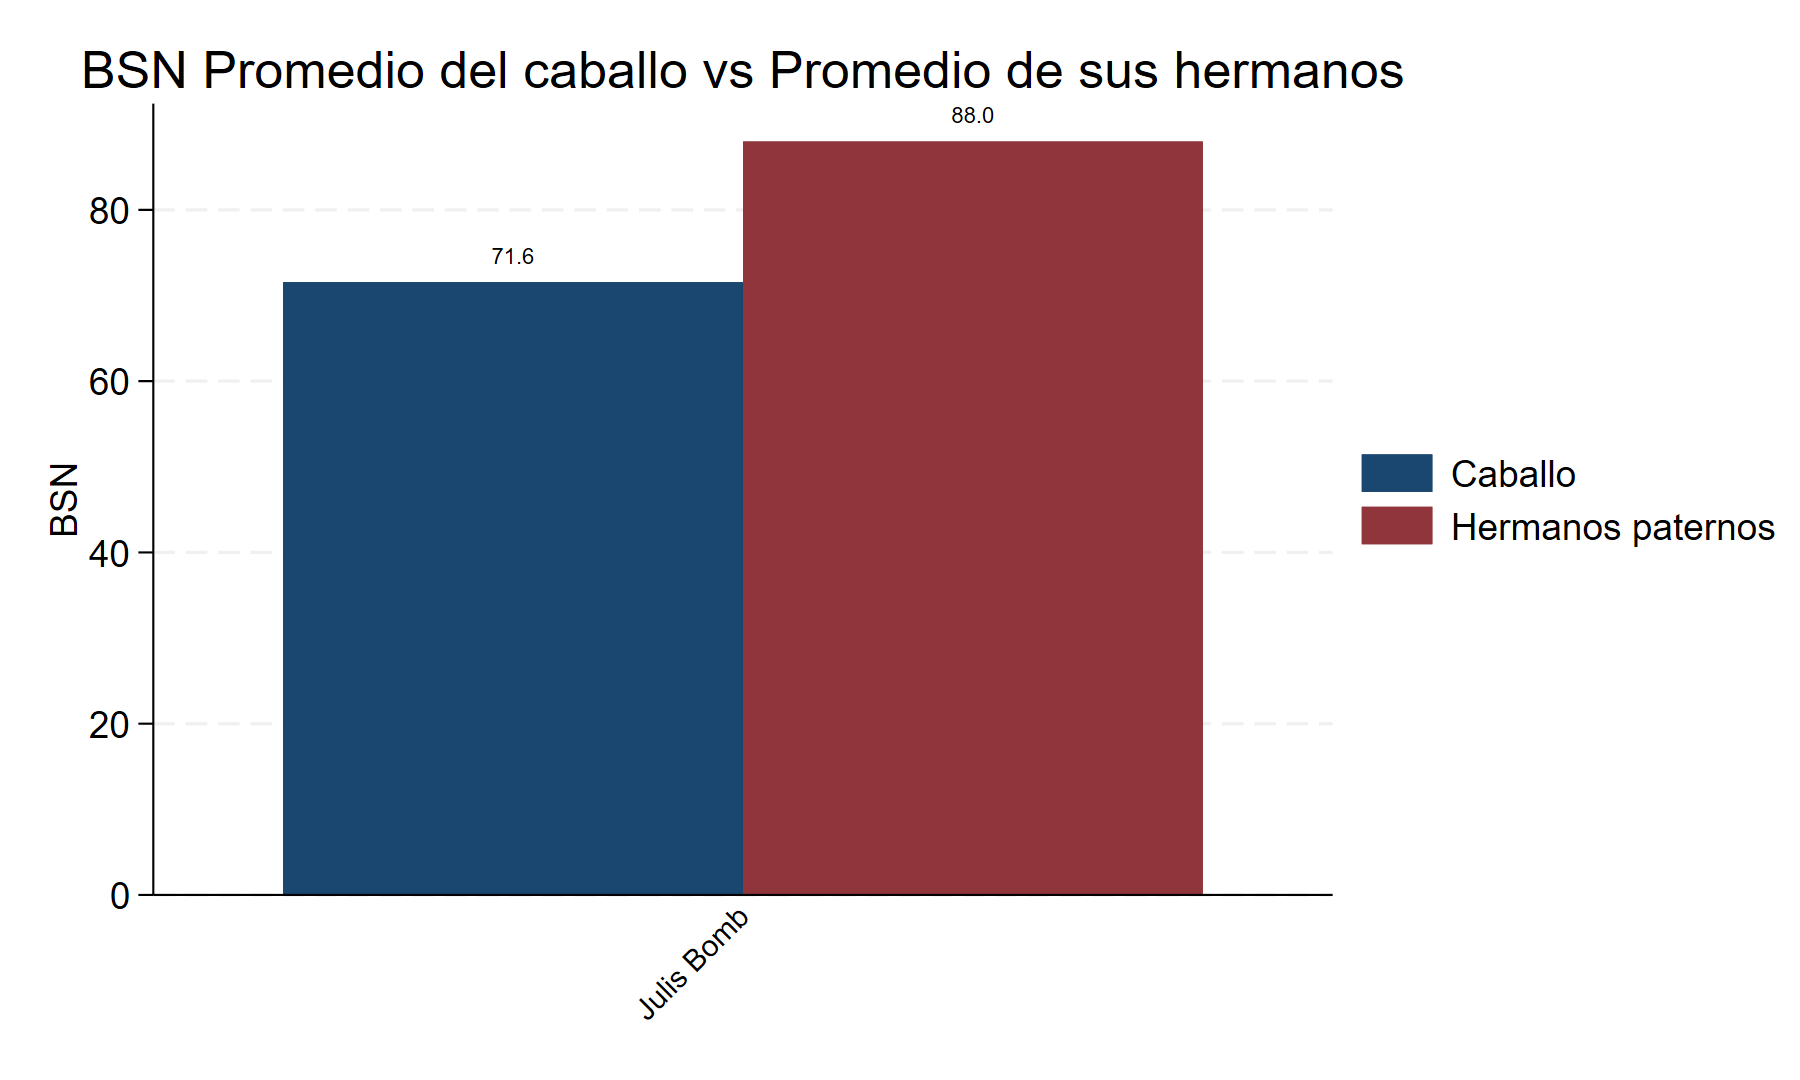 BSN Promedio del caballo vs Promedio de sus hermanos
88.0
71.6
80
60
40
20
0
BSN
Julis Bomb
Caballo
Hermanos paternos